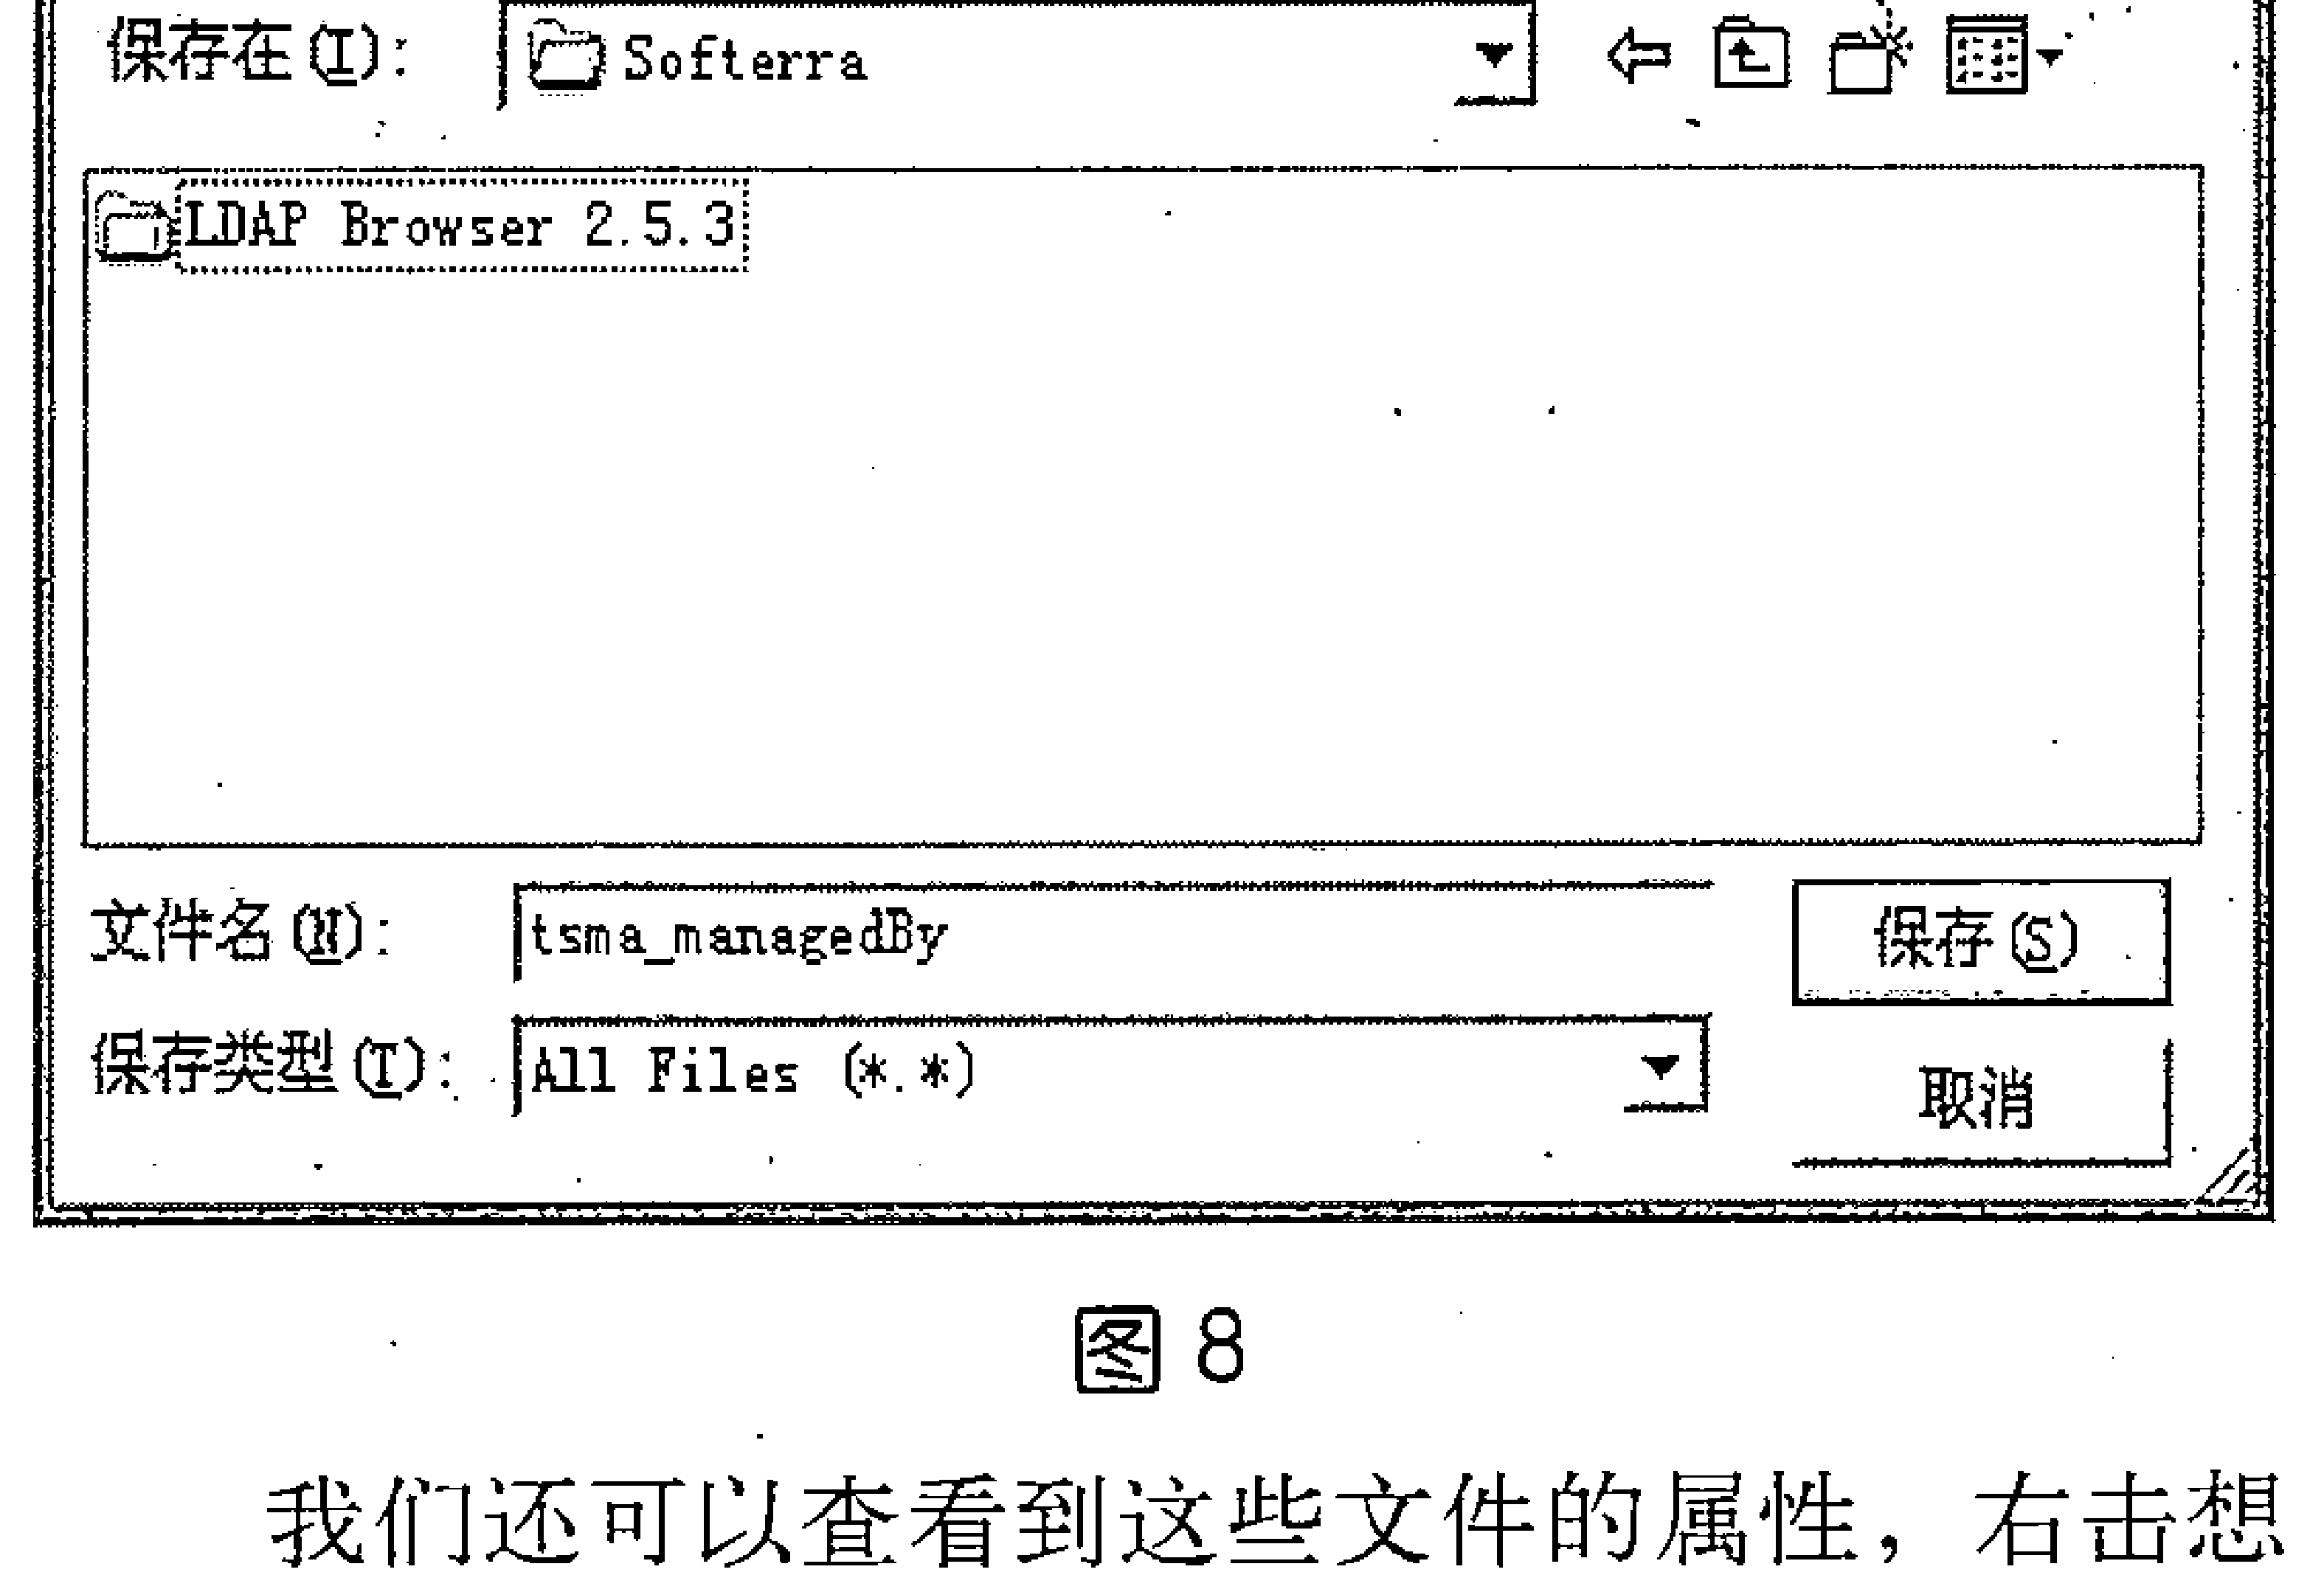 保存在(I): Softerra
LDAP Browser 2.5.3
文件名(N): tsma_managedBy 保存(S)
保存类型(T): All Files (*.*) 取消
图 8
我们还可以查看到这些文件的属性，右击想